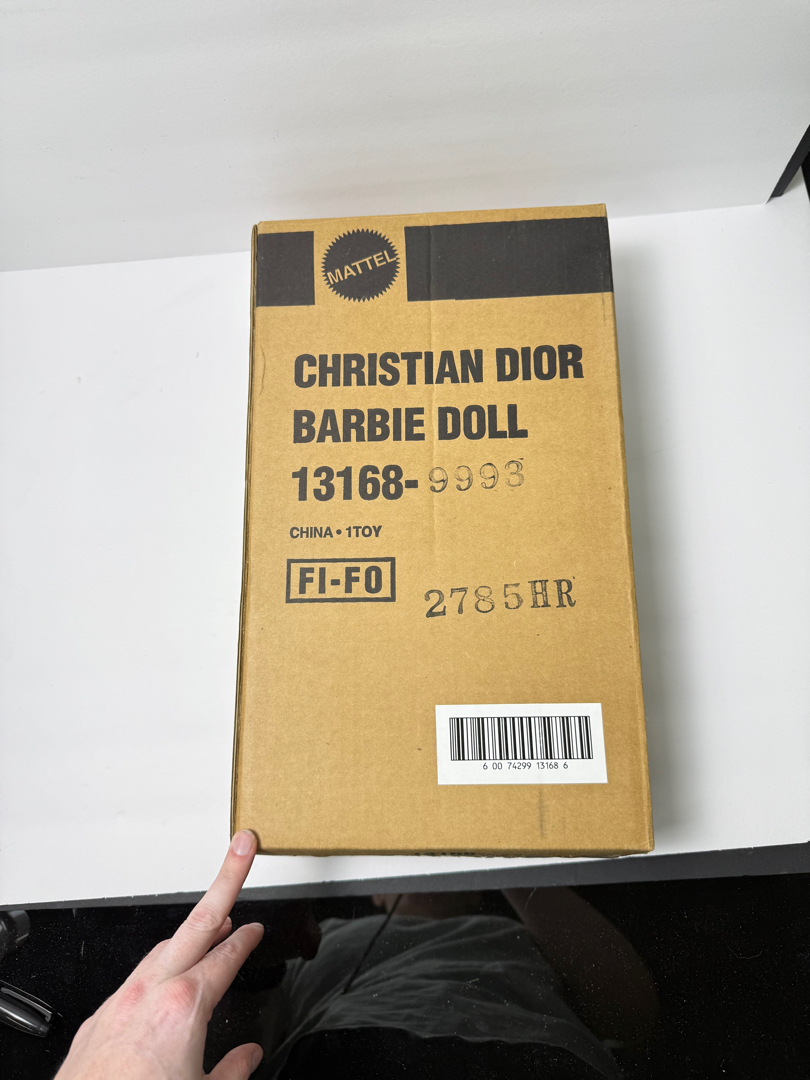 MATTEL
CHRISTIAN DIOR
BARBIE DOLL
13168-9993
CHINA • 1TOY
FI-FO
2785HR
6 00 74299 13168 6